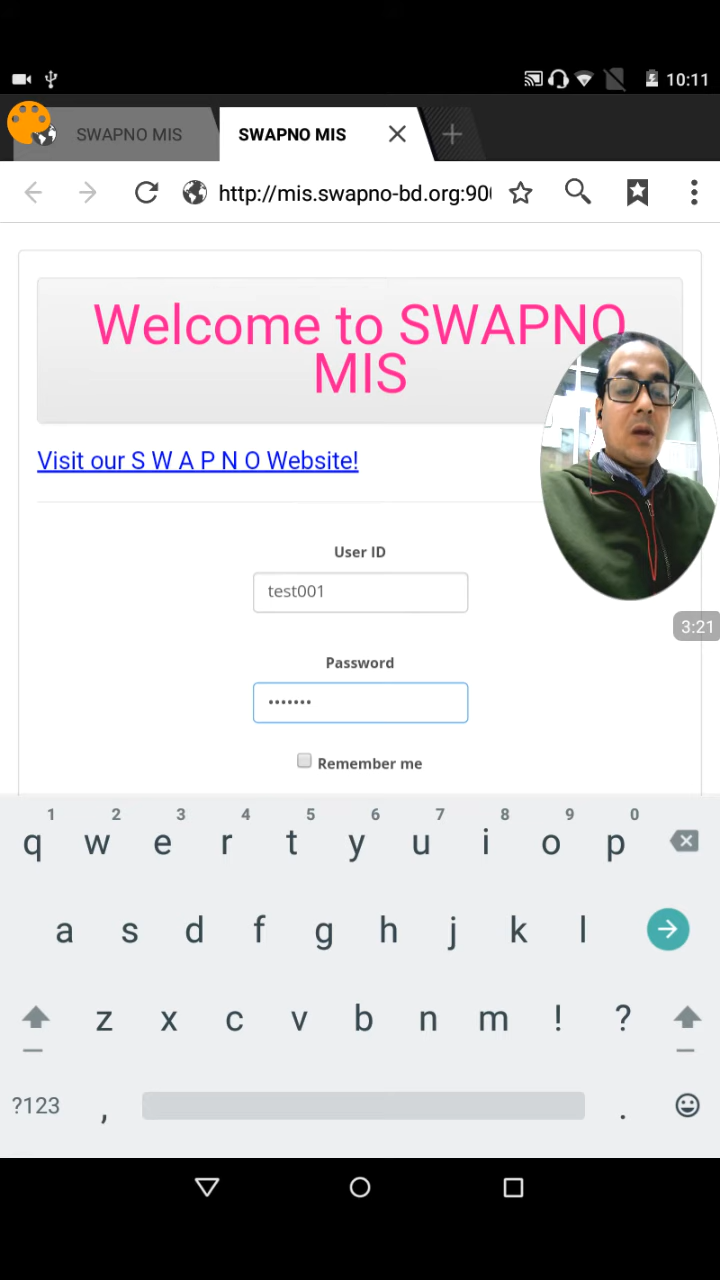 10:11
SWAPNO MIS
SWAPNO MIS
http://mis.swapno-bd.org:900
Welcome to SWAPNO
MIS
Visit our S W A P N O Website!
User ID
test001
3:21
Password
•••••••
Remember me
1 2 3 4 5 6 7 8 9 0
q w e r t y u i o p
a s d f g h j k l
z x c v b n m ! ?
?123 , .